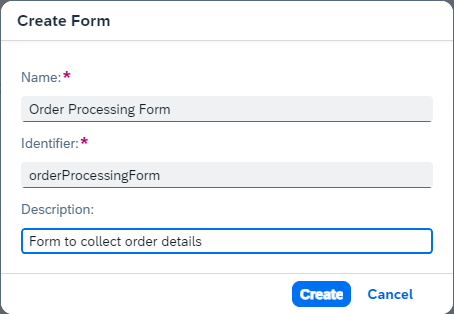 Create Form
Name:*
Order Processing Form
Identifier:*
orderProcessingForm
Description:
Form to collect order details
Create Cancel